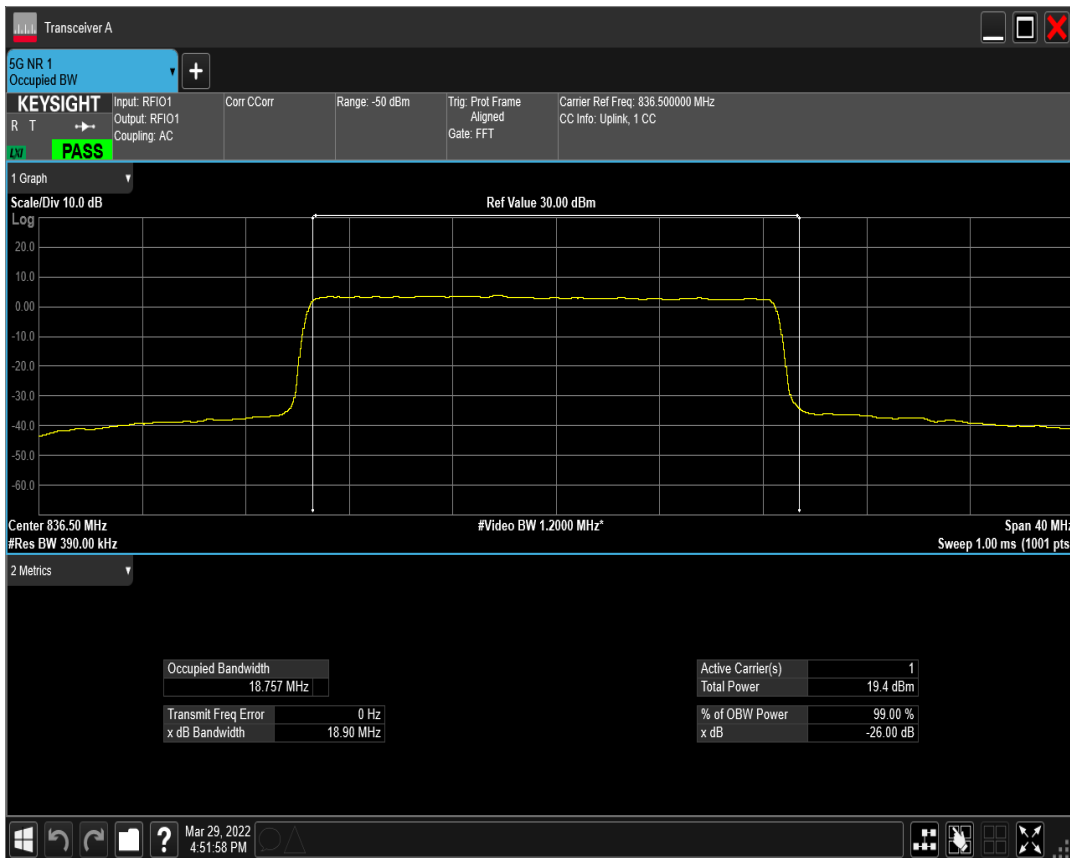 Transceiver A
5G NR 1
Occupied BW
+
KEYSIGHT
R T
LXI
PASS
Input: RFIO1
Output: RFIO1
Coupling: AC
Corr CCorr
Range: -50 dBm
Trig: Prot Frame
Aligned
Gate: FFT
Carrier Ref Freq: 836.500000 MHz
CC Info: Uplink, 1 CC
1 Graph
Scale/Div 10.0 dB
Ref Value 30.00 dBm
Log
20.0
10.0
0.00
-10.0
-20.0
-30.0
-40.0
-50.0
-60.0
Center 836.50 MHz
#Video BW 1.2000 MHz*
Span 40 MHz
#Res BW 390.00 kHz
Sweep 1.00 ms (1001 pts
2 Metrics
Occupied Bandwidth
18.757 MHz
Transmit Freq Error 0 Hz
x dB Bandwidth 18.90 MHz
Active Carrier(s) 1
Total Power 19.4 dBm
% of OBW Power 99.00 %
x dB -26.00 dB
?
Mar 29, 2022
4:51:58 PM